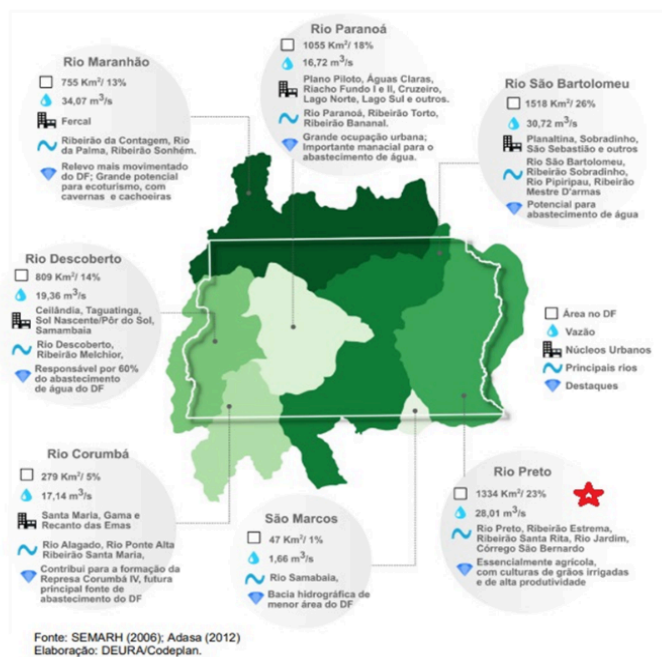 Rio Maranhão
755 Km²/ 13%
34,07 m³/s
Fercal
Ribeirão da Contagem, Rio
da Palma, Ribeirão Sonhém.
Relevo mais movimentado
do DF; Grande potencial
para ecoturismo, com
cavernas e cachoeiras
Rio Paranoá
1055 Km²/ 18%
16,72 m³/s
Plano Piloto, Águas Claras,
Riacho Fundo I e II, Cruzeiro,
Lago Norte, Lago Sul e outros.
Rio Paranoá, Ribeirão Torto,
Ribeirão Bananal.
Grande ocupação urbana;
Importante manacial para o
abastecimento de água.
Rio São Bartolomeu
1518 Km²/ 26%
30,72 m³/s
Planaltina, Sobradinho,
São Sebastião e outros
Rio São Bartolomeu,
Ribeirão Sobradinho,
Rio Pipiripau, Ribeirão
Mestre D'armas
Potencial para
abastecimento de água
Rio Descoberto
809 Km²/ 14%
19,36 m³/s
Ceilândia, Taguatinga,
Sol Nascente/Pôr do Sol,
Samambaia
Rio Descoberto,
Ribeirão Melchior,
Responsável por 60%
do abastecimento
de água do DF
Área no DF
Vazão
Núcleos Urbanos
Principais rios
Destaques
Rio Corumbá
279 Km²/ 5%
17,14 m³/s
Santa Maria, Gama e
Recanto das Emas
Rio Alagado, Rio Ponte Alta
Ribeirão Santa Maria,
Contribui para a formação da
Represa Corumbá IV, futura
principal fonte de
abastecimento do DF
São Marcos
47 Km²/ 1%
1,66 m³/s
Rio Samabaia,
Bacia hidrográfica de
menor área do DF
Rio Preto
1334 Km²/ 23%
28,01 m³/s
Rio Preto, Ribeirão Estrema,
Ribeirão Santa Rita, Rio Jardim,
Córrego São Bernardo
Essencialmente agrícola,
com culturas de grãos irrigadas
e de alta produtividade
Fonte: SEMARH (2006); Adasa (2012)
Elaboração: DEURA/Codeplan.